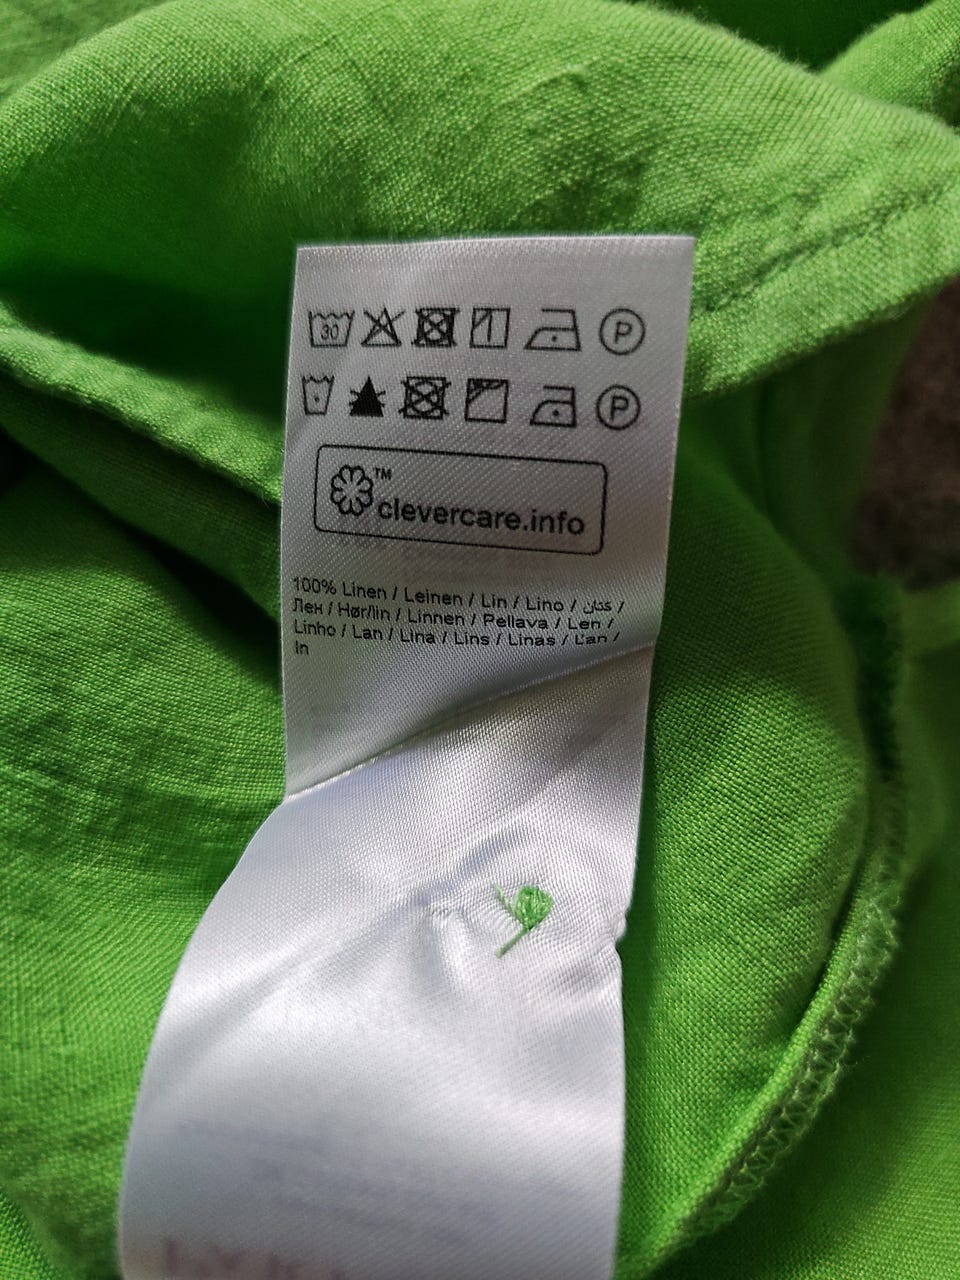 30 P
P
™
clevercare.info
100% Linen / Leinen / Lin / Lino / كتان /
Лен / Hør/lin / Linnen / Pellava / Len /
Linho / Lan / Lina / Lins / Linas / Ľan /
In